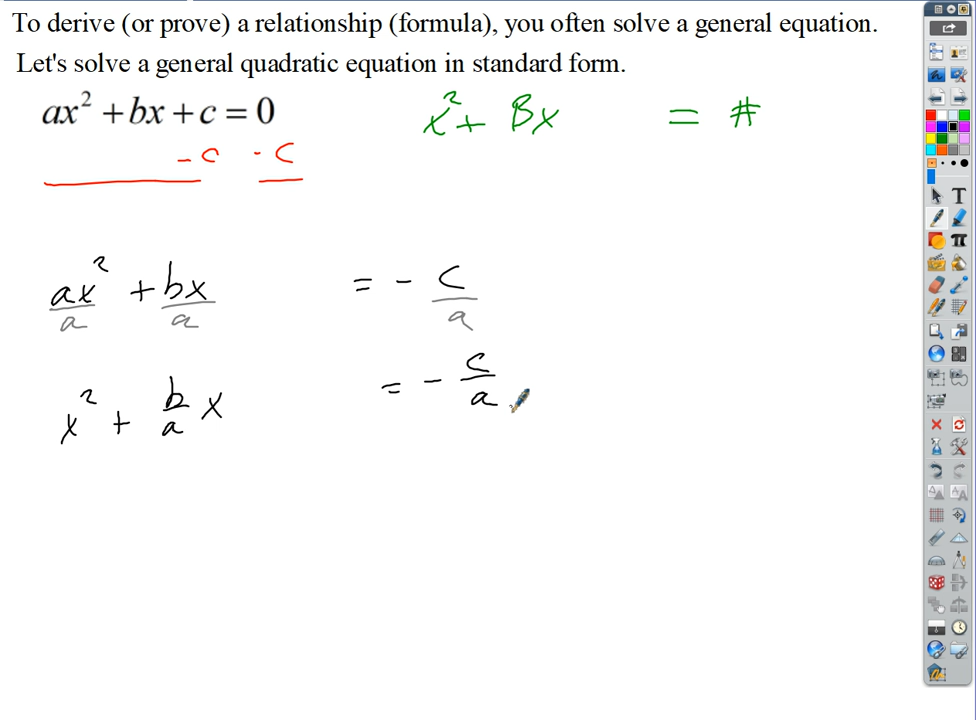 To derive (or prove) a relationship (formula), you often solve a general equation.
Let's solve a general quadratic equation in standard form.
ax² + bx + c = 0
x² + Bx = #
- c - c
ax² + bx = - c
a a a
x² + b/a x = - c/a